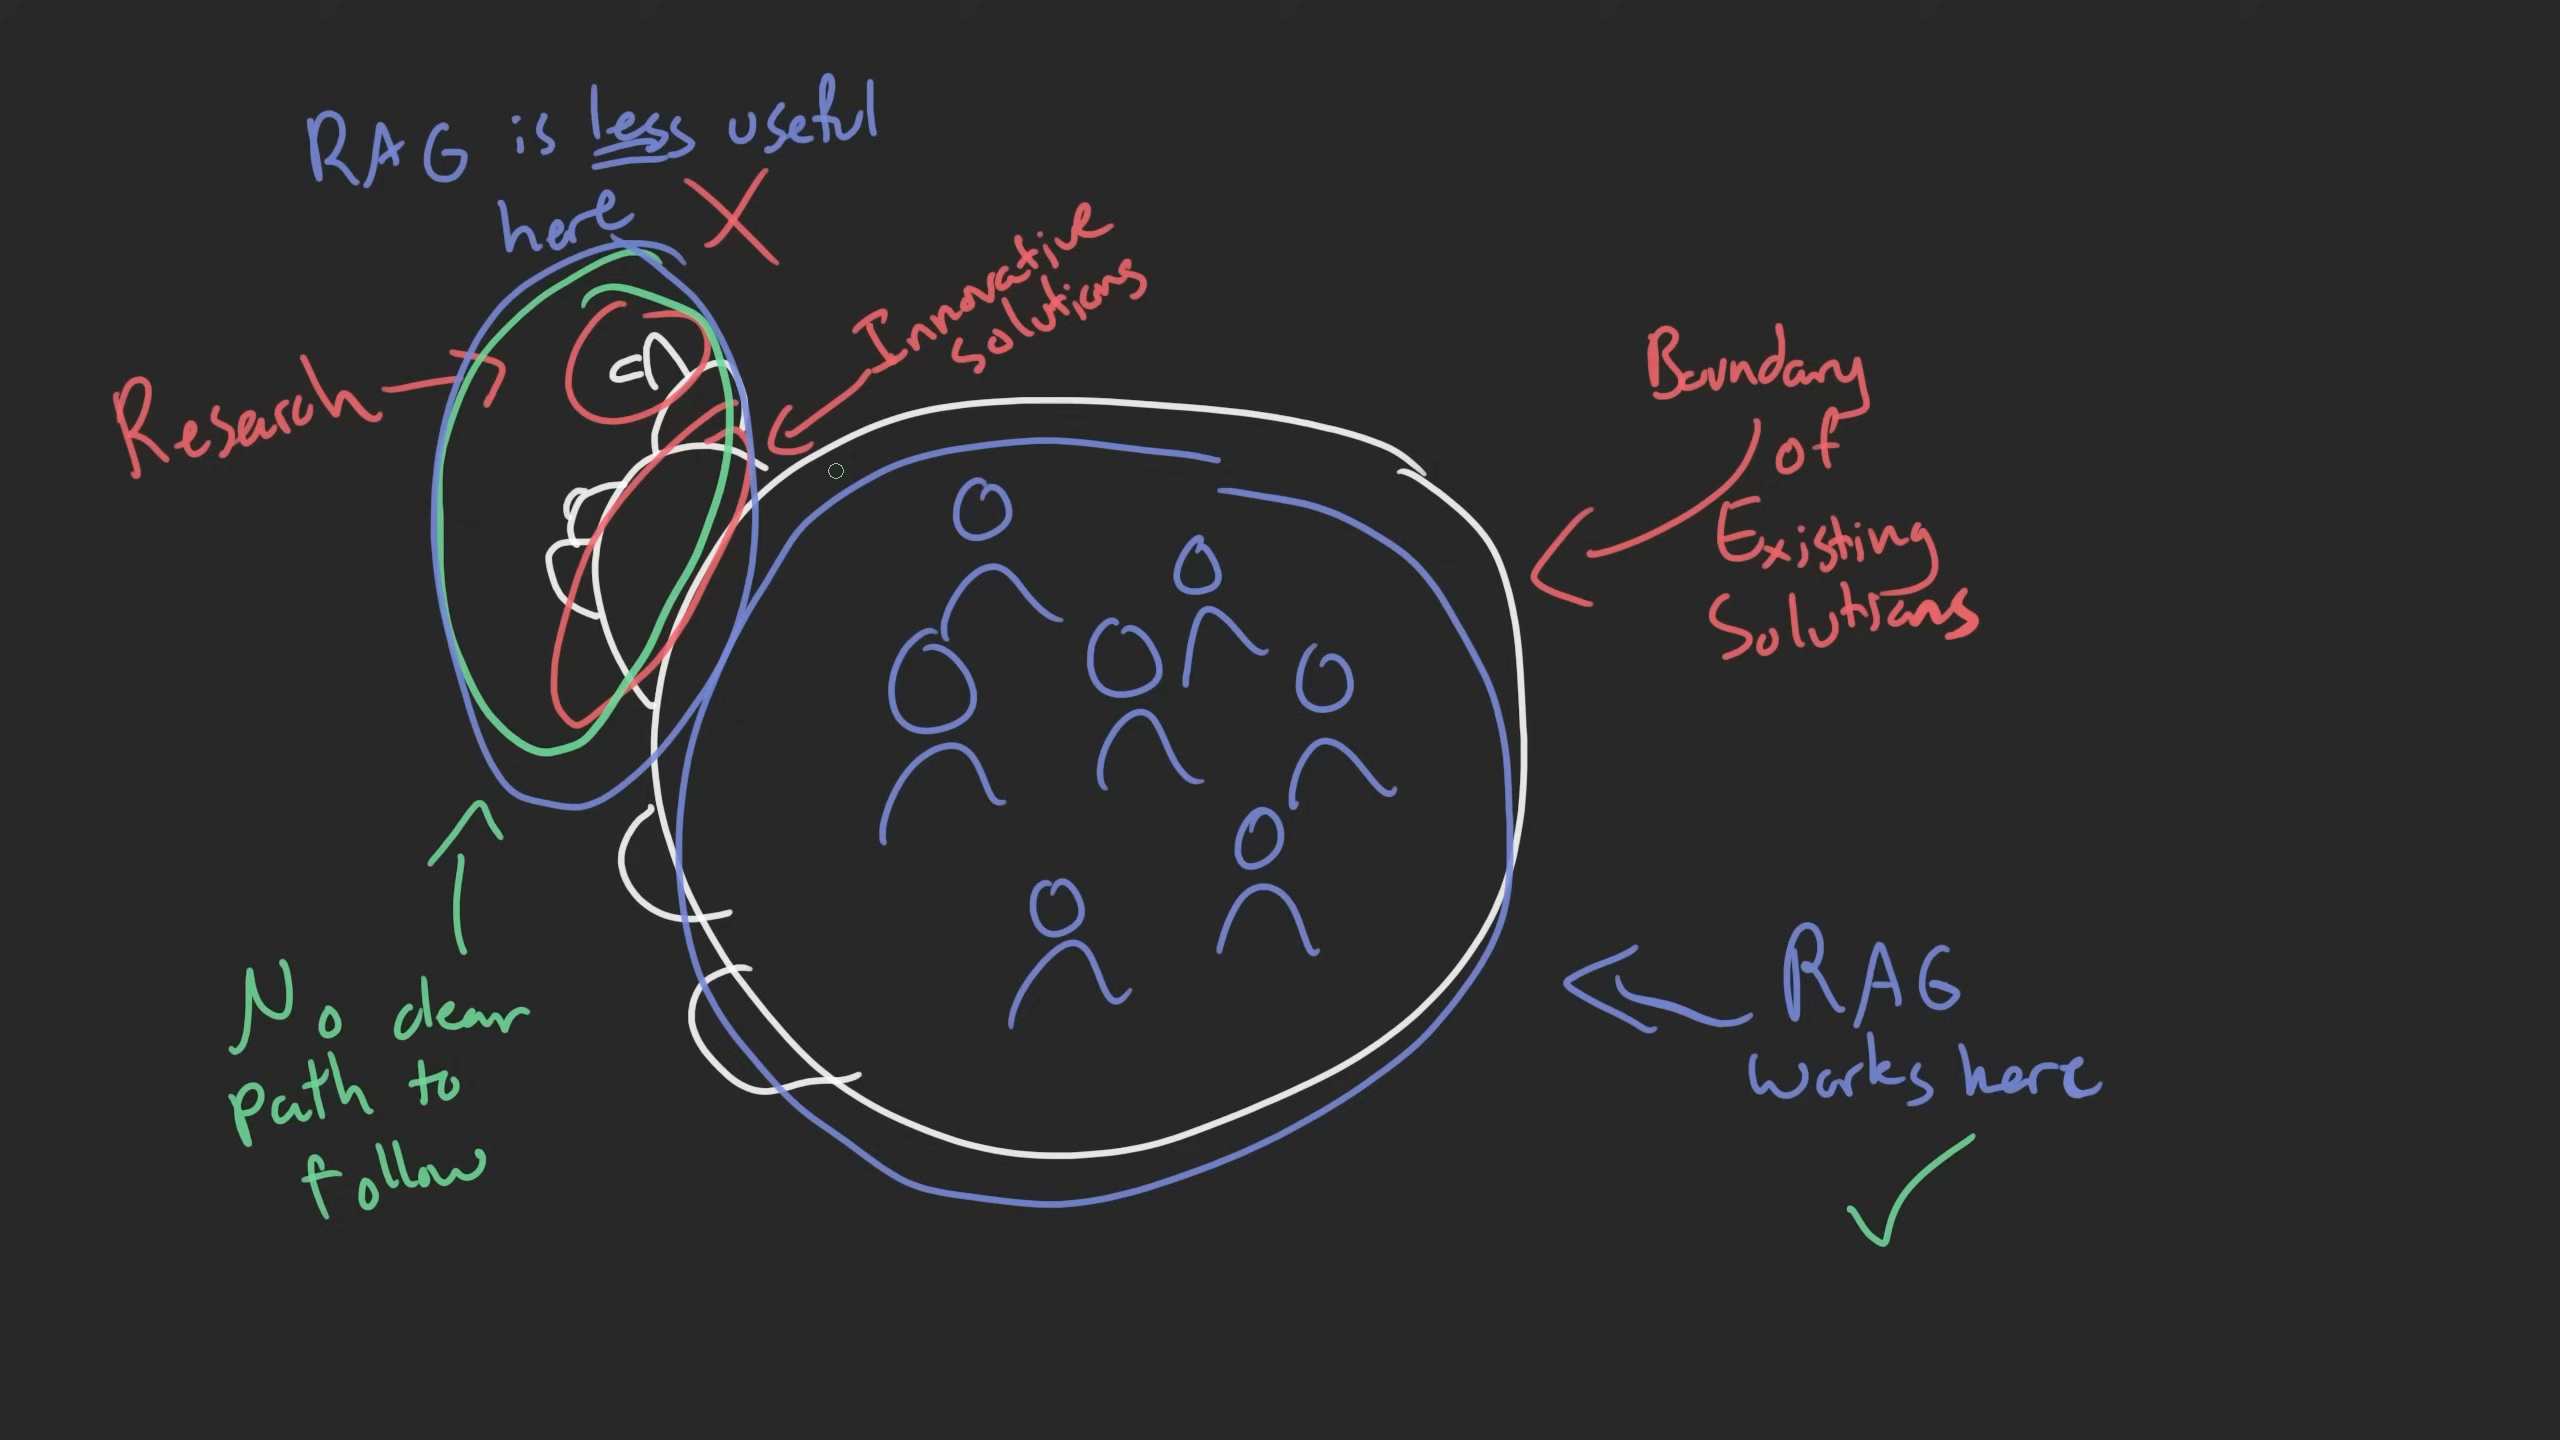 RAG is less useful
here
Innovative
solutions
Research
Boundary
of
Existing
Solutions
No clear
path to
follow
RAG
works here